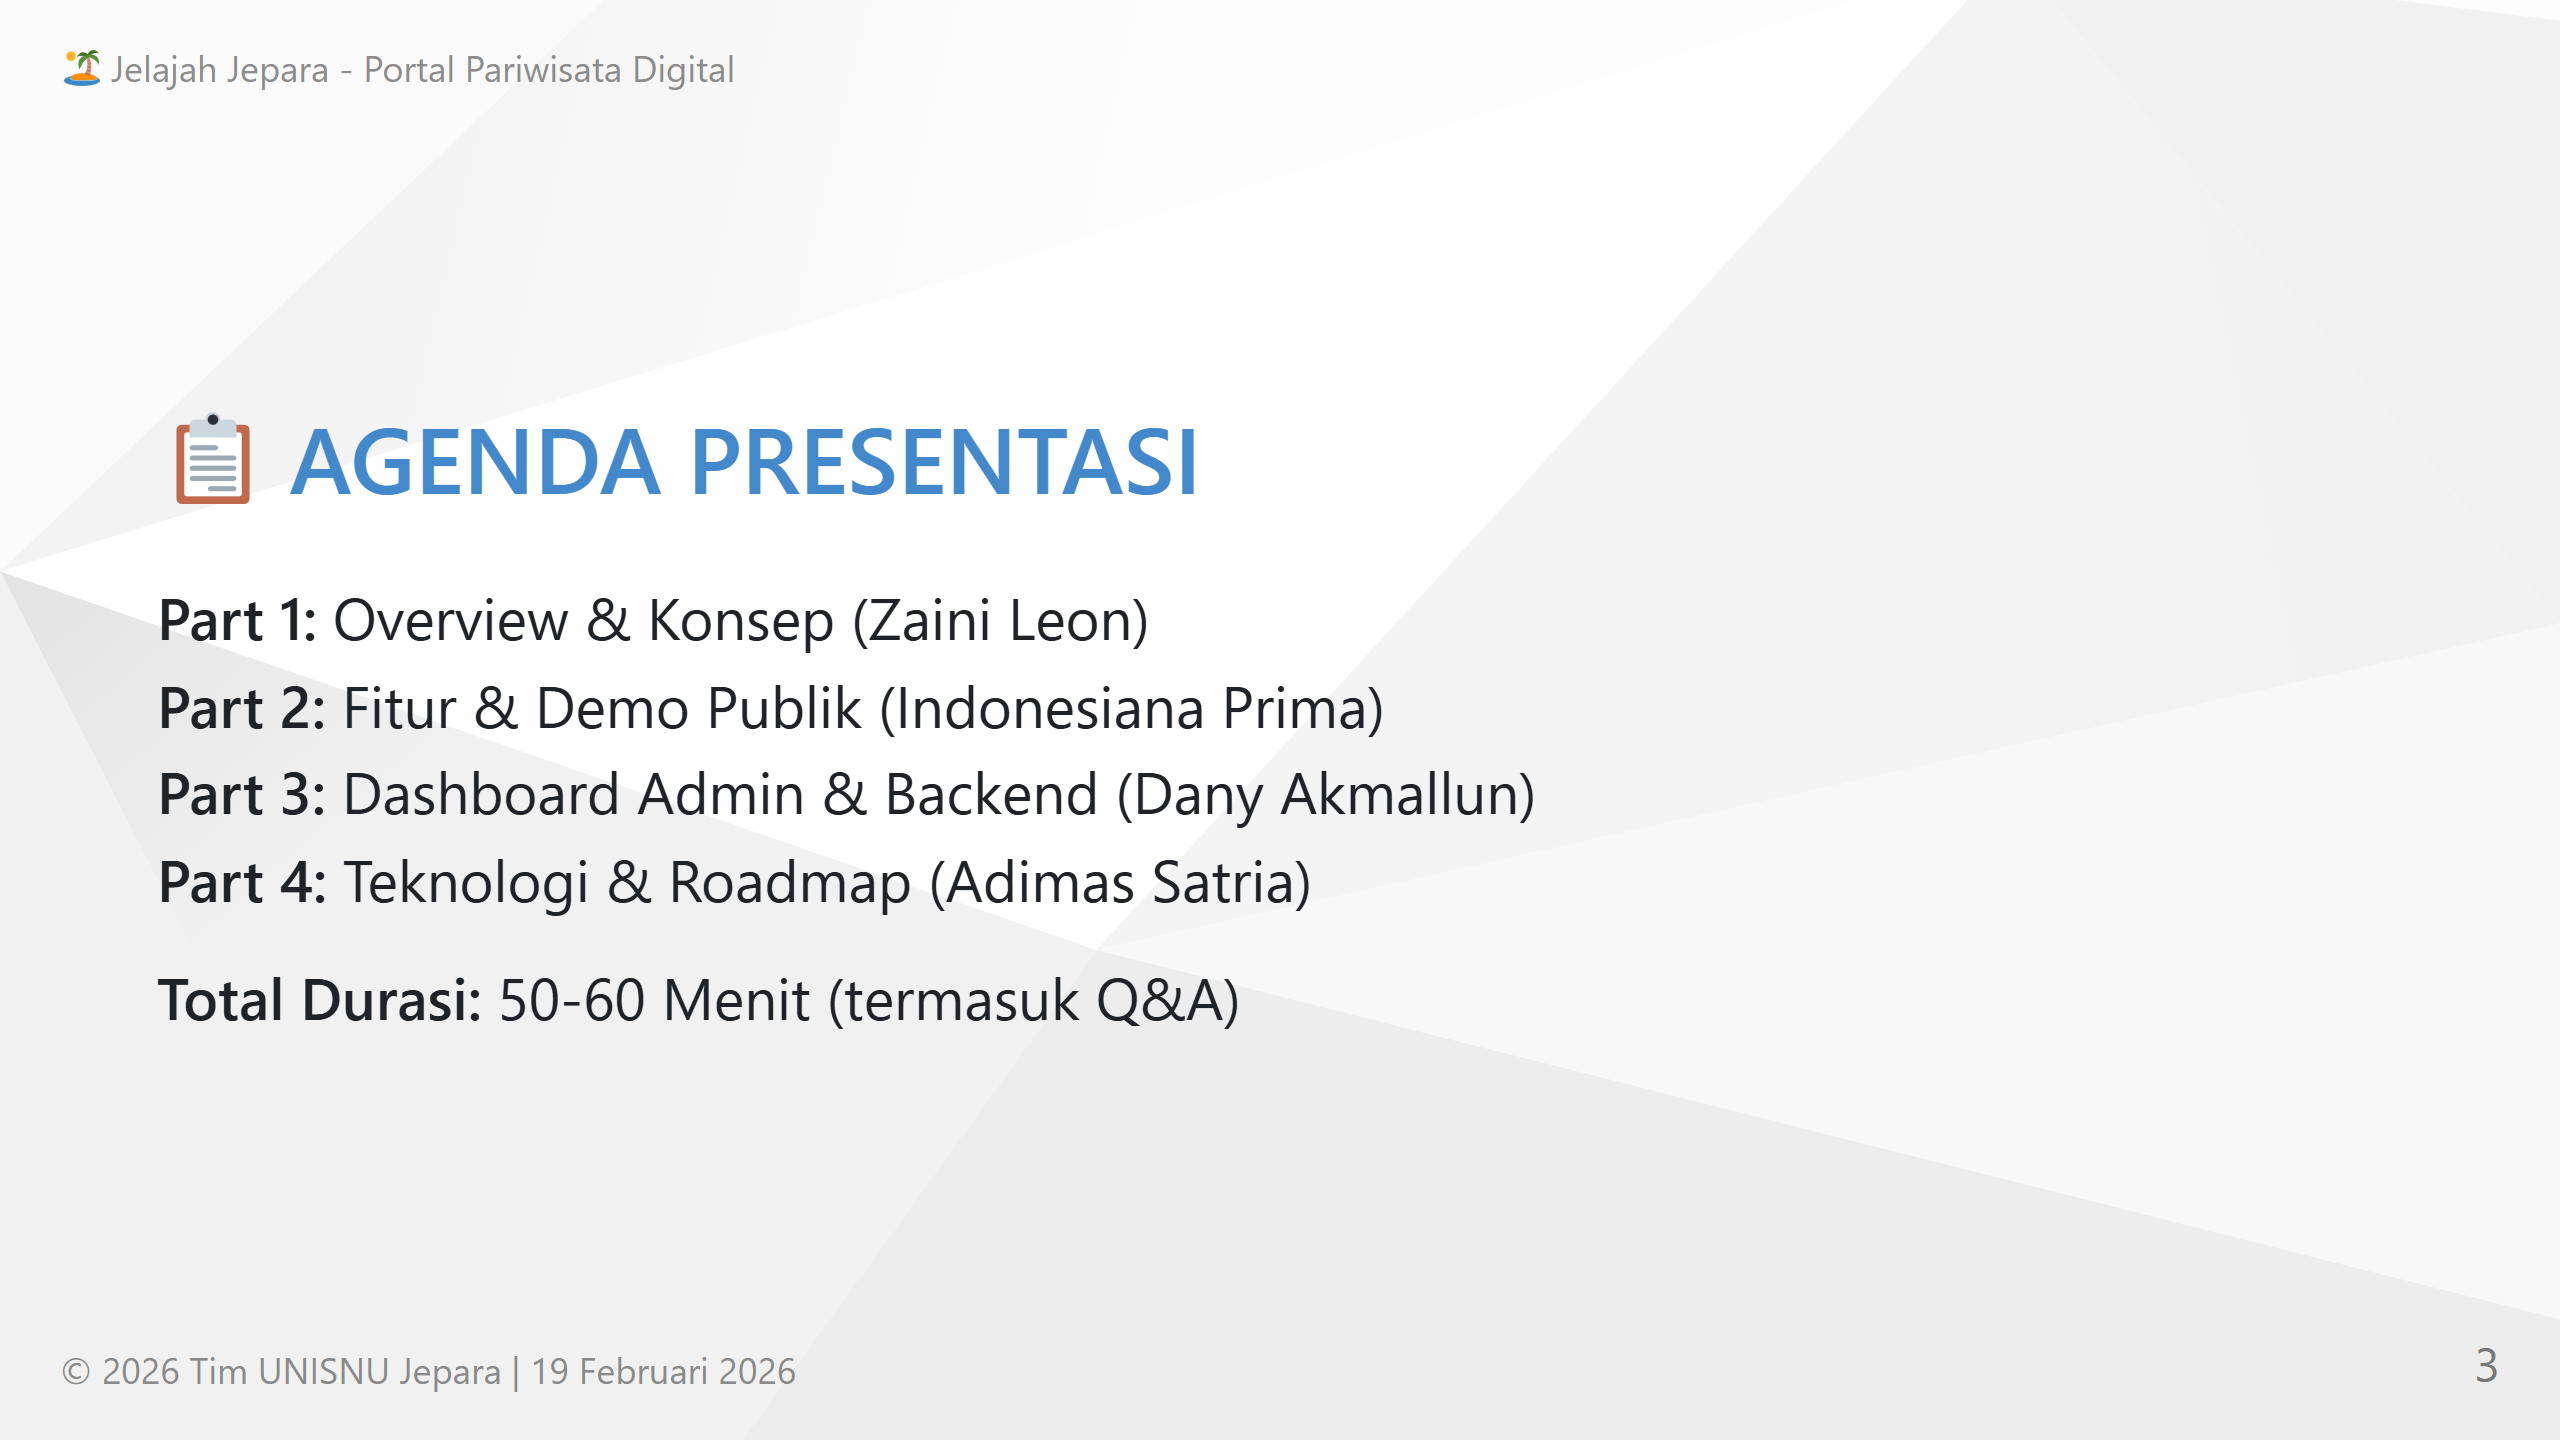 🏝️ Jelajah Jepara - Portal Pariwisata Digital
📋 AGENDA PRESENTASI
Part 1: Overview & Konsep (Zaini Leon)
Part 2: Fitur & Demo Publik (Indonesiana Prima)
Part 3: Dashboard Admin & Backend (Dany Akmallun)
Part 4: Teknologi & Roadmap (Adimas Satria)
Total Durasi: 50-60 Menit (termasuk Q&A)
© 2026 Tim UNISNU Jepara | 19 Februari 2026
3